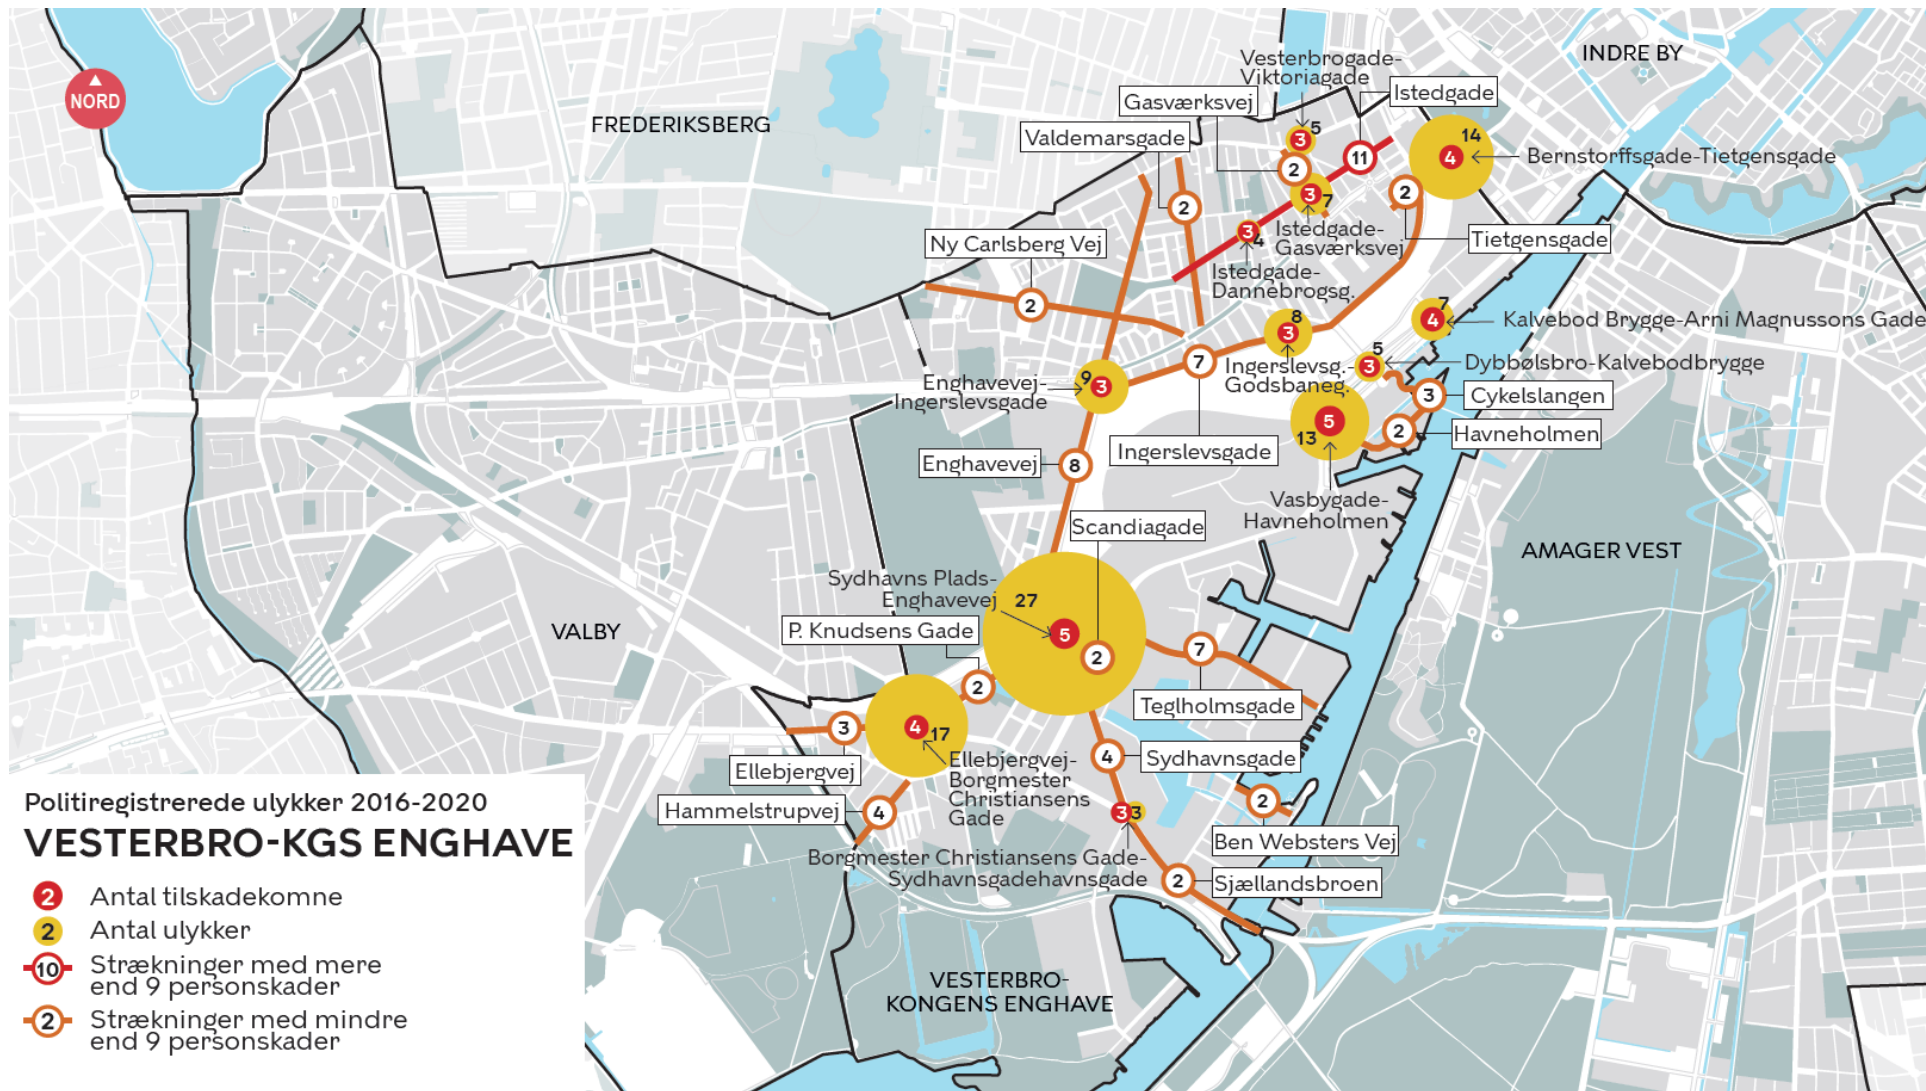 NORD
FREDERIKSBERG
INDRE BY
Vesterbrogade-
Viktoriagade
5
3
Istedgade
11
Gasværksvej
2
Valdemarsgade
2
14
4
Bernstorffsgade-Tietgensgade
3
7
Istedgade-
Gasværksvej
2
Tietgensgade
3
4
Istedgade-
Dannebrogsg.
Ny Carlsberg Vej
2
7
4
Kalvebod Brygge-Arni Magnussons Gade
8
3
Ingerslevsg.-
Godsbaneg.
5
3
Dybbølsbro-Kalvebodbrygge
7
Ingerslevsgade
9
3
Enghavevej-
Ingerslevsgade
3
Cykelslangen
2
Havneholmen
5
13
Vasbygade-
Havneholmen
Enghavevej
8
Scandiagade
2
AMAGER VEST
Sydhavns Plads-
Enghavevej
27
5
VALBY
P. Knudsens Gade
2
7
Teglholmsgade
4
17
Ellebjergvej-
Borgmester
Christiansens
Gade
3
Ellebjergvej
4
Sydhavnsgade
Hammelstrupvej
4
3
3
Borgmester Christiansens Gade-
Sydhavnsgadehavnsgade
2
Ben Websters Vej
2
Sjællandsbroen
VESTERBRO-
KONGENS ENGHAVE
Politiregistrerede ulykker 2016-2020
VESTERBRO-KGS ENGHAVE
2 Antal tilskadekomne
2 Antal ulykker
10 Strækninger med mere
end 9 personskader
2 Strækninger med mindre
end 9 personskader